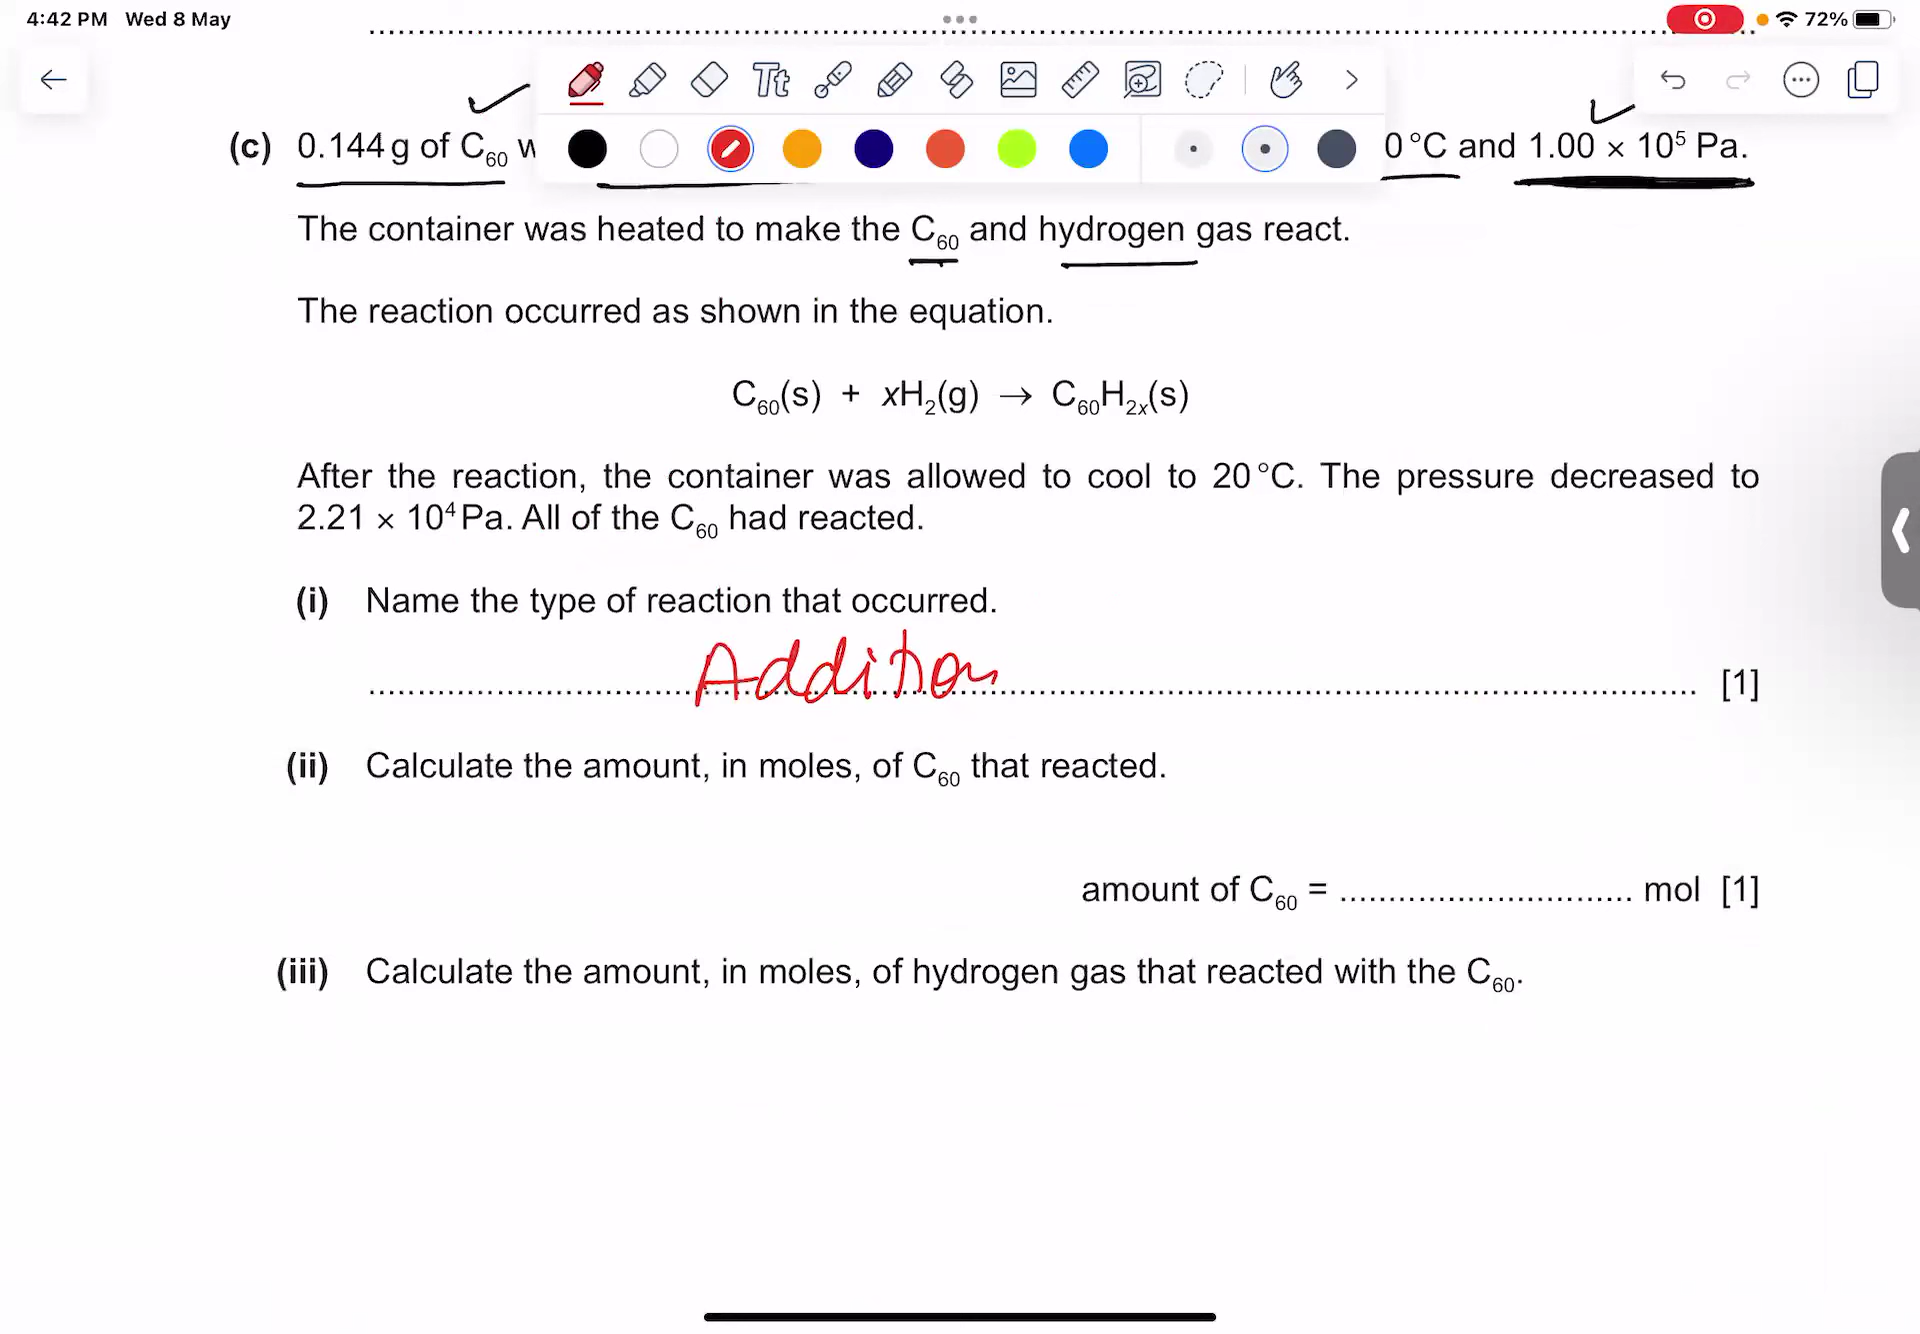 4:42 PM Wed 8 May
72%
Tt
(c) 0.144 g of C60 w 0 °C and 1.00 × 10⁵ Pa.
The container was heated to make the C60 and hydrogen gas react.
The reaction occurred as shown in the equation.
C60(s) + xH2(g) → C60H2x(s)
After the reaction, the container was allowed to cool to 20 °C. The pressure decreased to
2.21 × 10⁴ Pa. All of the C60 had reacted.
(i) Name the type of reaction that occurred.
Addition
[1]
(ii) Calculate the amount, in moles, of C60 that reacted.
amount of C60 = .............................. mol [1]
(iii) Calculate the amount, in moles, of hydrogen gas that reacted with the C60.